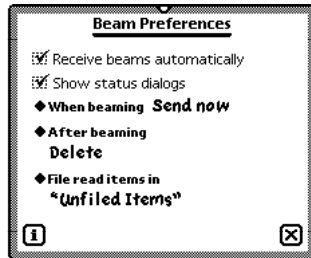 Beam Preferences
Receive beams automatically
Show status dialogs
◆When beaming Send now
◆After beaming
Delete
◆File read items in
“Unfiled Items”
i X